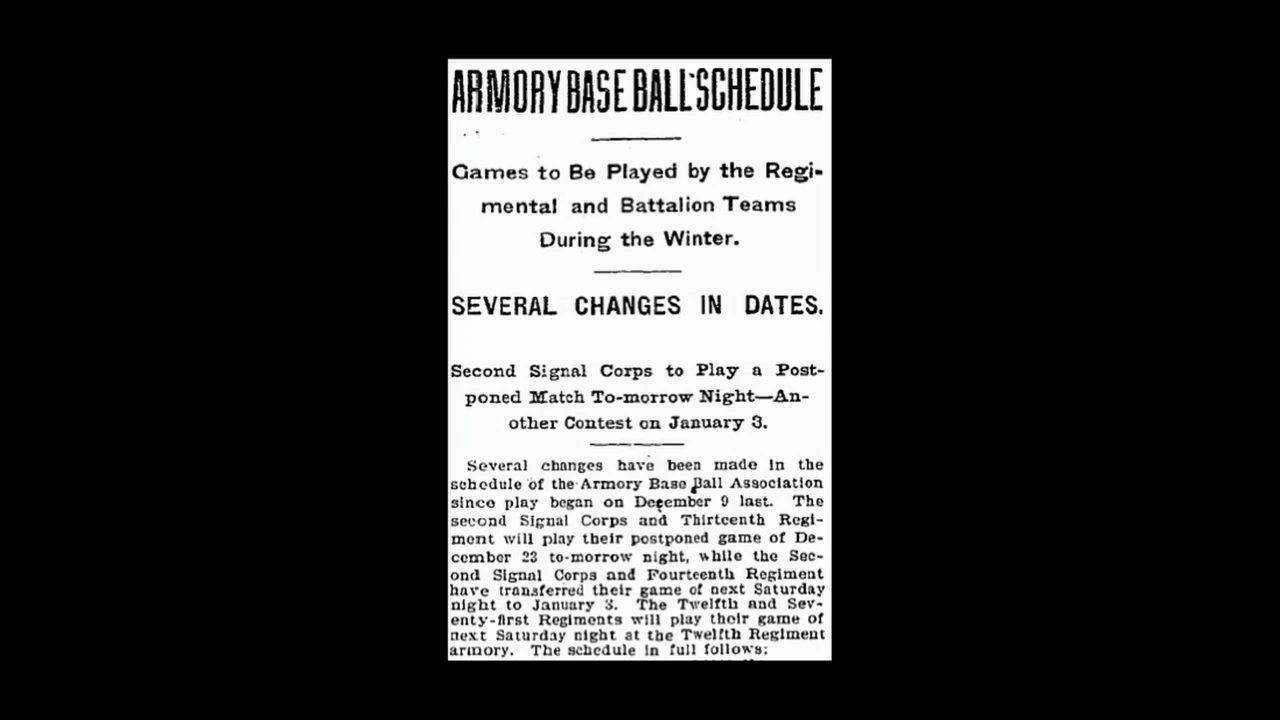 ARMORY BASE BALL SCHEDULE
Games to Be Played by the Regi-
mental and Battalion Teams
During the Winter.
SEVERAL CHANGES IN DATES.
Second Signal Corps to Play a Post-
poned Match To-morrow Night—An-
other Contest on January 3.
Several changes have been made in the
schedule of the Armory Base Ball Association
since play began on December 9 last. The
second Signal Corps and Thirteenth Regi-
ment will play their postponed game of De-
cember 23 to-morrow night, while the Sec-
ond Signal Corps and Fourteenth Regiment
have transferred their game of next Saturday
night to January 3. The Twelfth and Sev-
enty-first Regiments will play their game of
next Saturday night at the Twelfth Regiment
armory. The schedule in full follows: